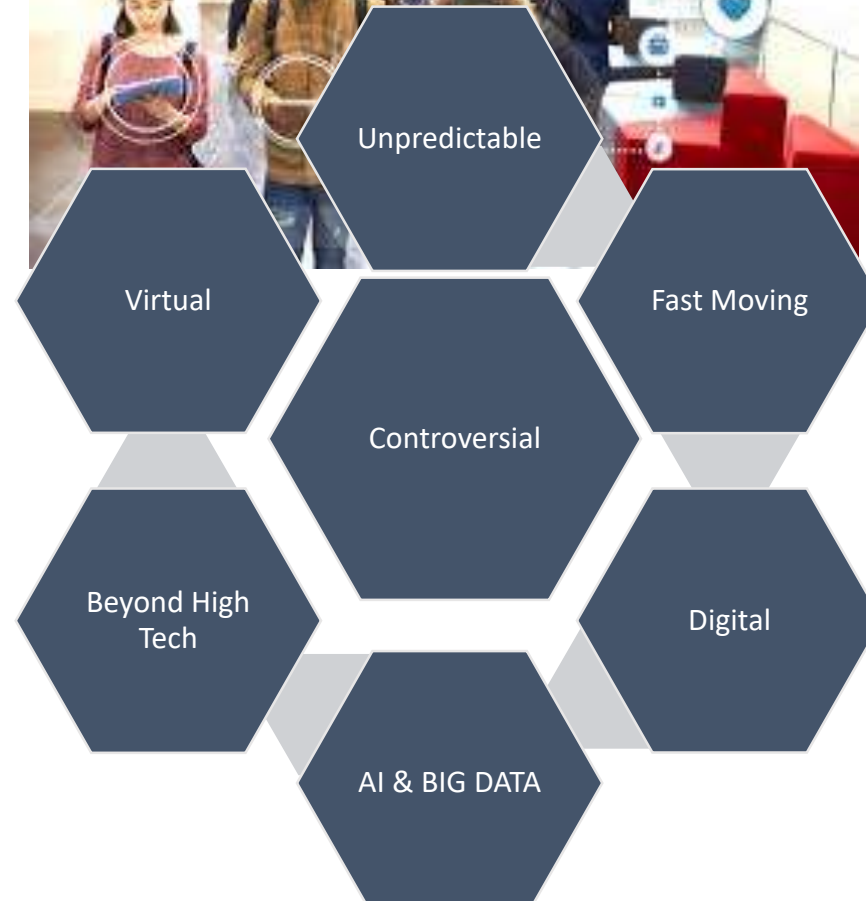 Unpredictable
Virtual
Fast Moving
Controversial
Beyond High
Tech
Digital
AI & BIG DATA